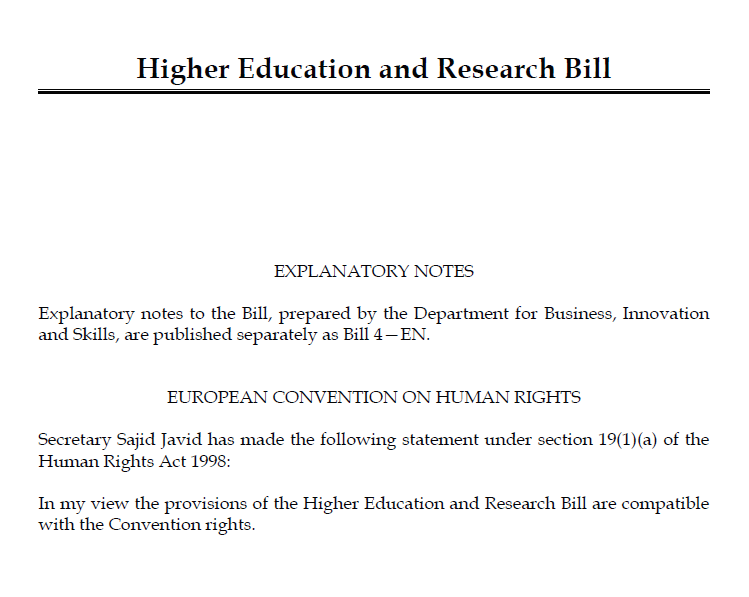 Higher Education and Research Bill
EXPLANATORY NOTES
Explanatory notes to the Bill, prepared by the Department for Business, Innovation
and Skills, are published separately as Bill 4—EN.
EUROPEAN CONVENTION ON HUMAN RIGHTS
Secretary Sajid Javid has made the following statement under section 19(1)(a) of the
Human Rights Act 1998:
In my view the provisions of the Higher Education and Research Bill are compatible
with the Convention rights.